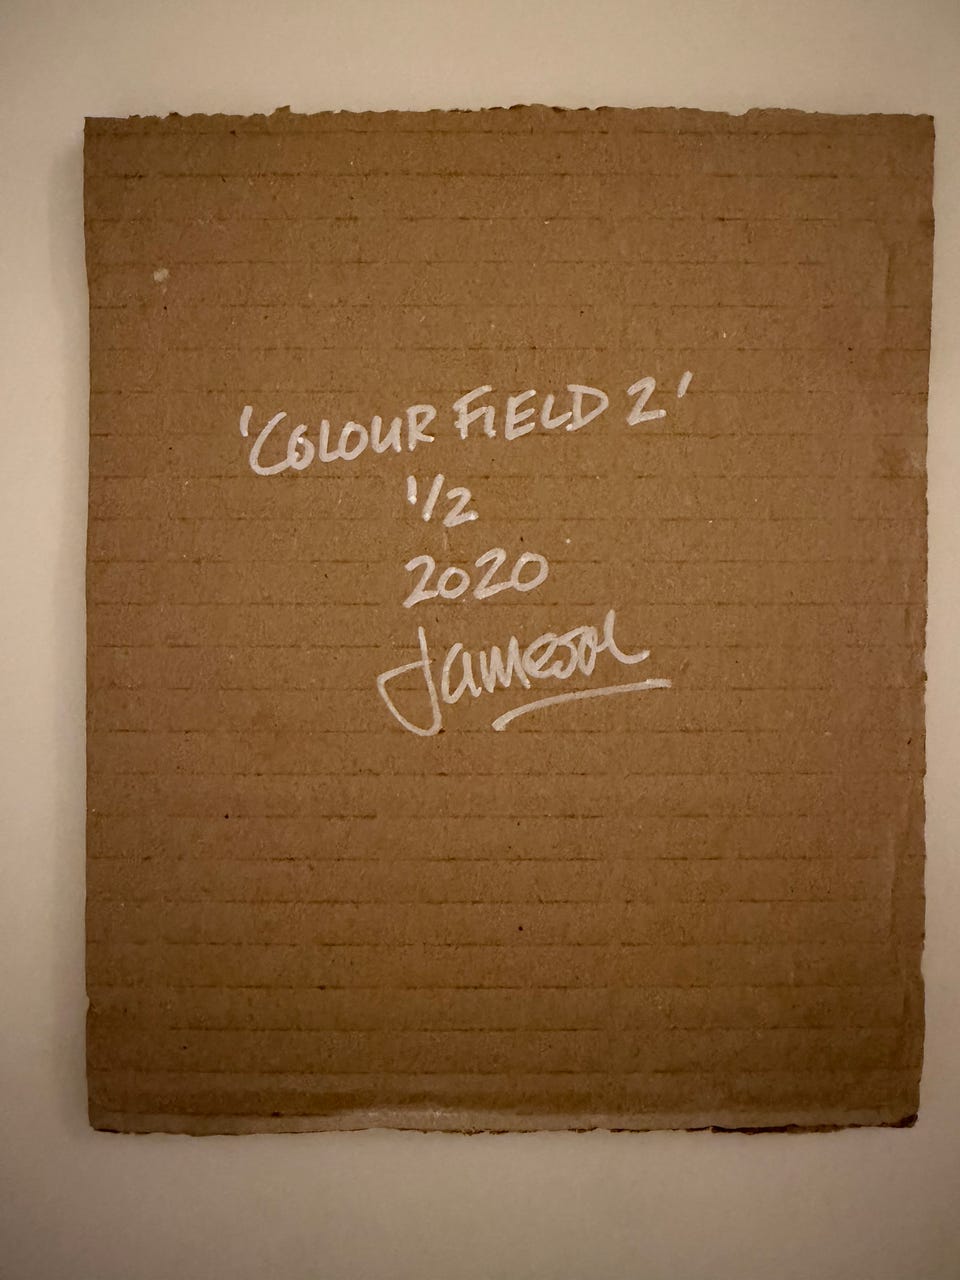 'COLOUR FIELD 2'
1/2
2020
Jameson